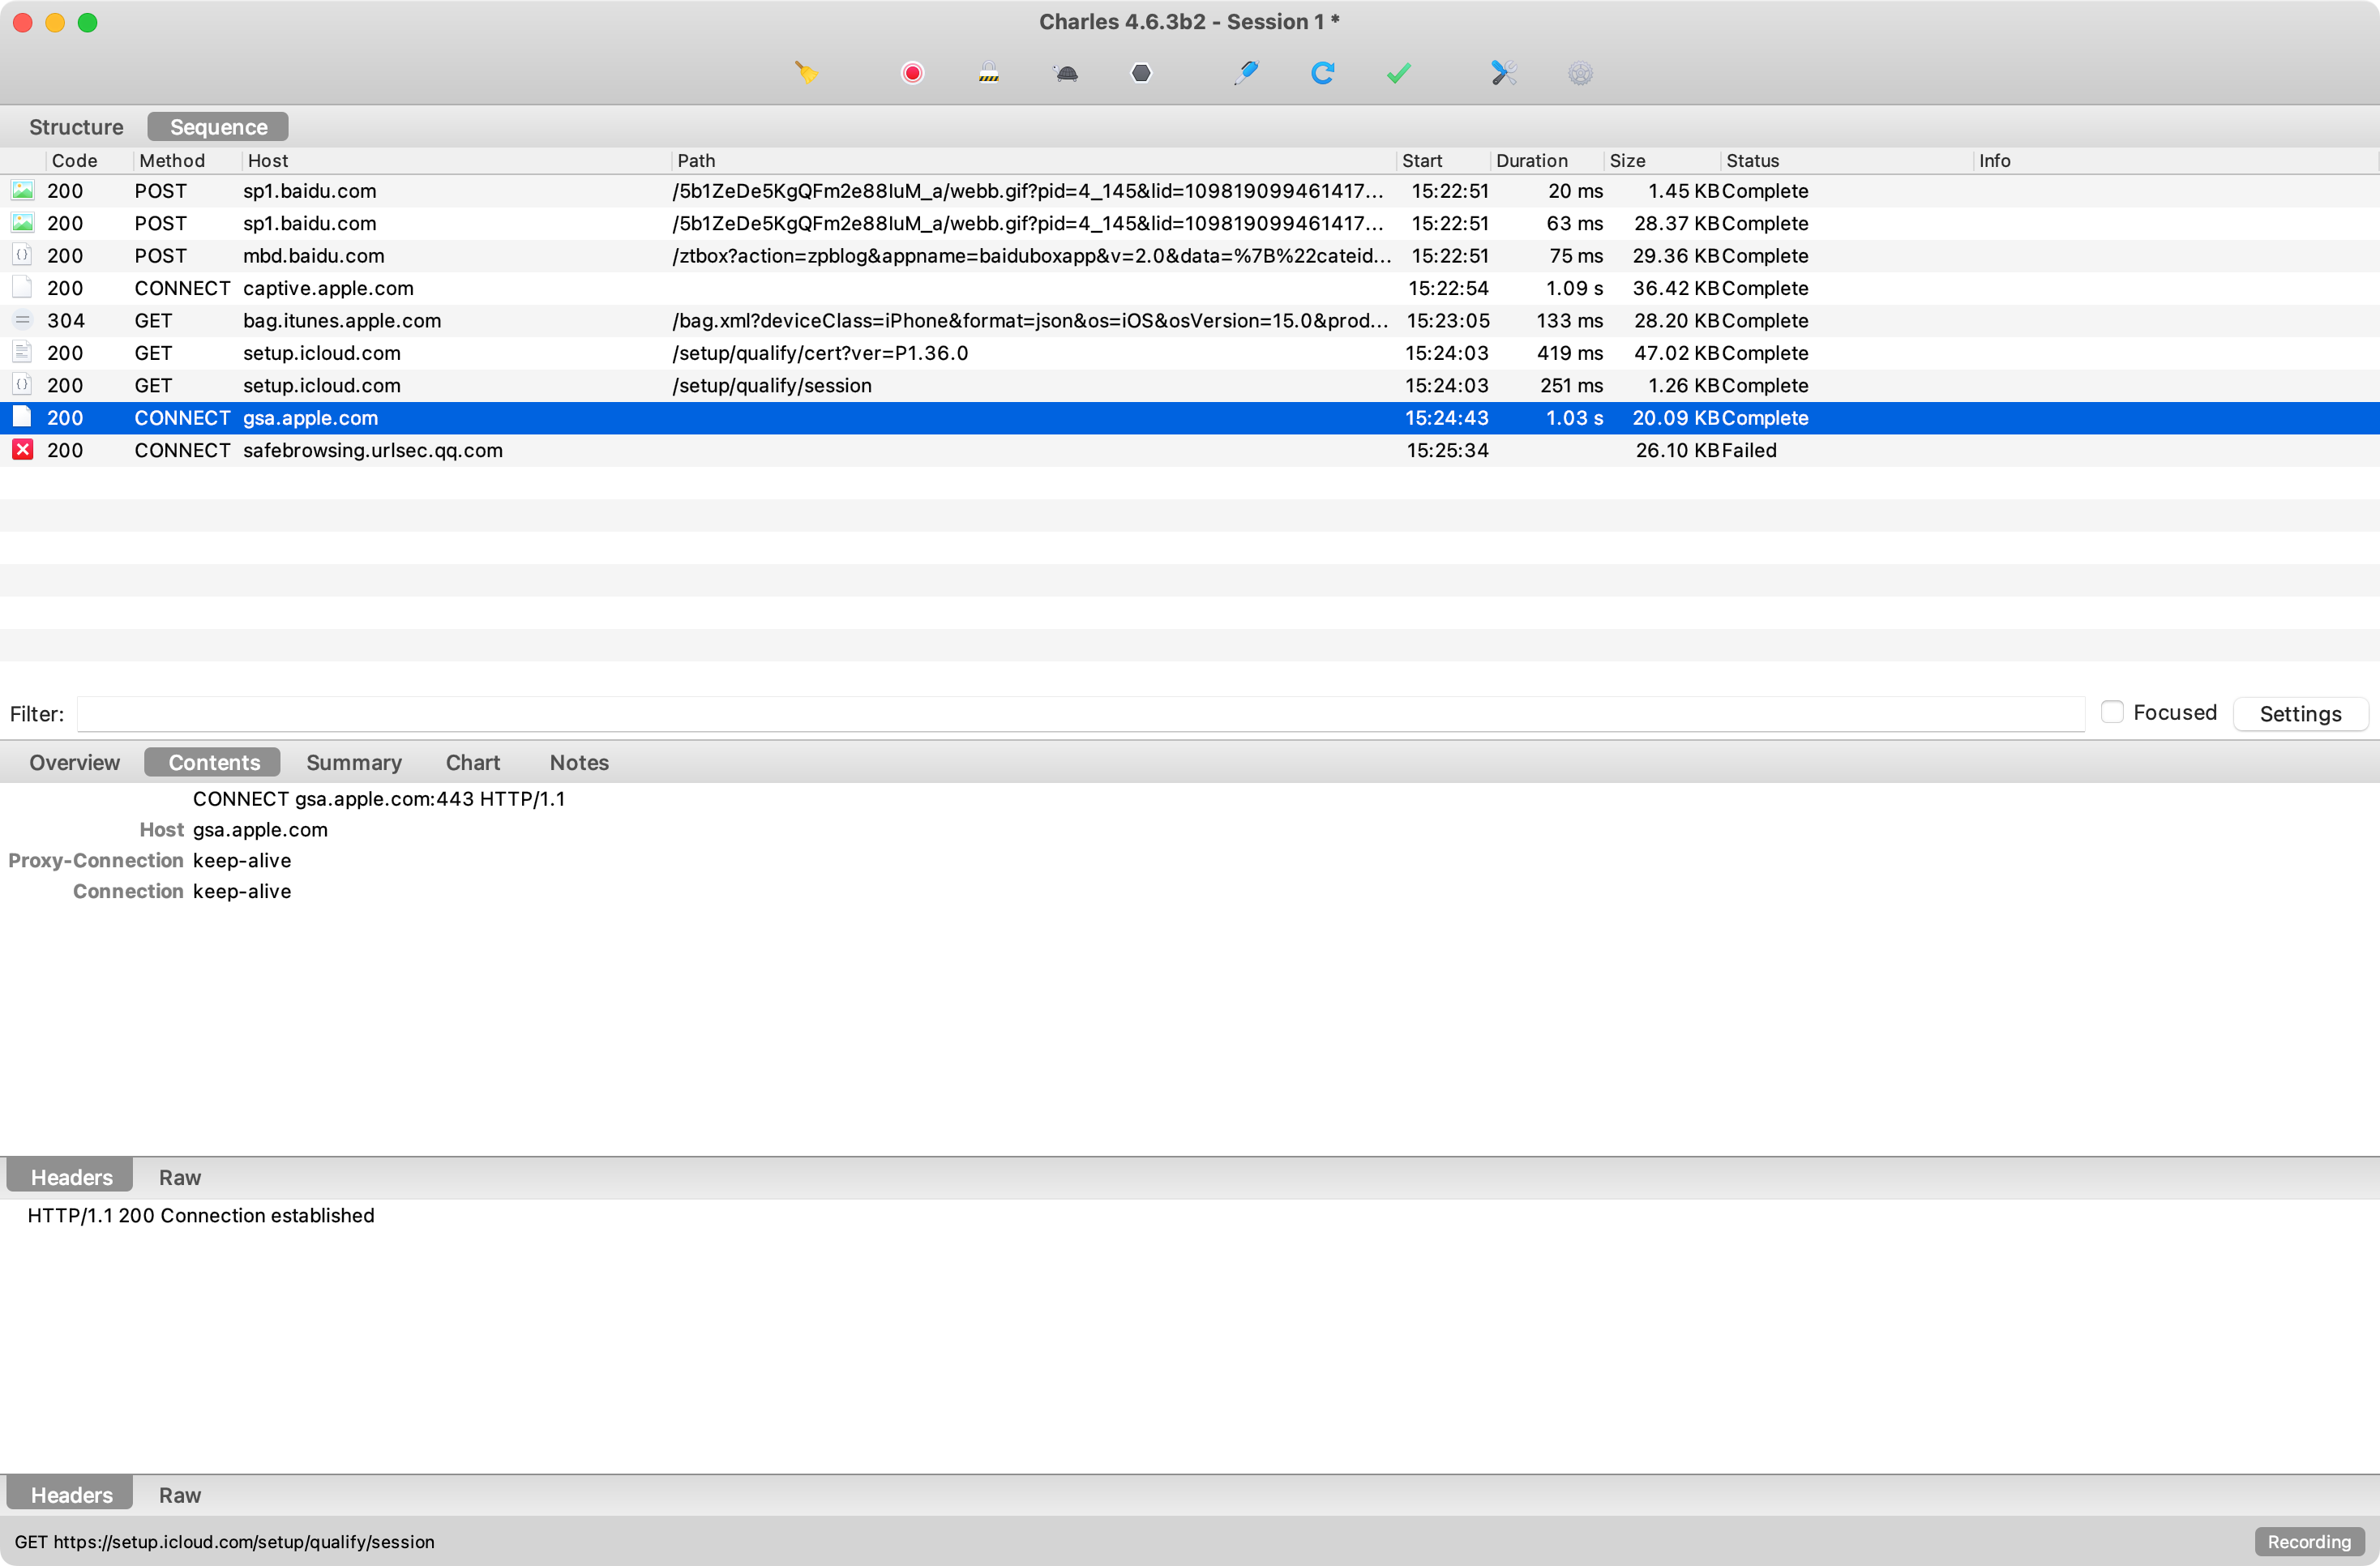 Charles 4.6.3b2 - Session 1 *
Structure Sequence
Code Method Host Path Start Duration Size Status Info
200 POST sp1.baidu.com /5b1ZeDe5KgQFm2e88IuM_a/webb.gif?pid=4_145&lid=109819099461417... 15:22:51 20 ms 1.45 KB Complete
200 POST sp1.baidu.com /5b1ZeDe5KgQFm2e88IuM_a/webb.gif?pid=4_145&lid=109819099461417... 15:22:51 63 ms 28.37 KB Complete
200 POST mbd.baidu.com /ztbox?action=zpblog&appname=baiduboxapp&v=2.0&data=%7B%22cateid... 15:22:51 75 ms 29.36 KB Complete
200 CONNECT captive.apple.com 15:22:54 1.09 s 36.42 KB Complete
304 GET bag.itunes.apple.com /bag.xml?deviceClass=iPhone&format=json&os=iOS&osVersion=15.0&prod... 15:23:05 133 ms 28.20 KB Complete
200 GET setup.icloud.com /setup/qualify/cert?ver=P1.36.0 15:24:03 419 ms 47.02 KB Complete
200 GET setup.icloud.com /setup/qualify/session 15:24:03 251 ms 1.26 KB Complete
200 CONNECT gsa.apple.com 15:24:43 1.03 s 20.09 KB Complete
200 CONNECT safebrowsing.urlsec.qq.com 15:25:34 26.10 KB Failed
Filter: Focused Settings
Overview Contents Summary Chart Notes
CONNECT gsa.apple.com:443 HTTP/1.1
Host gsa.apple.com
Proxy-Connection keep-alive
Connection keep-alive
Headers Raw
HTTP/1.1 200 Connection established
Headers Raw
GET https://setup.icloud.com/setup/qualify/session Recording